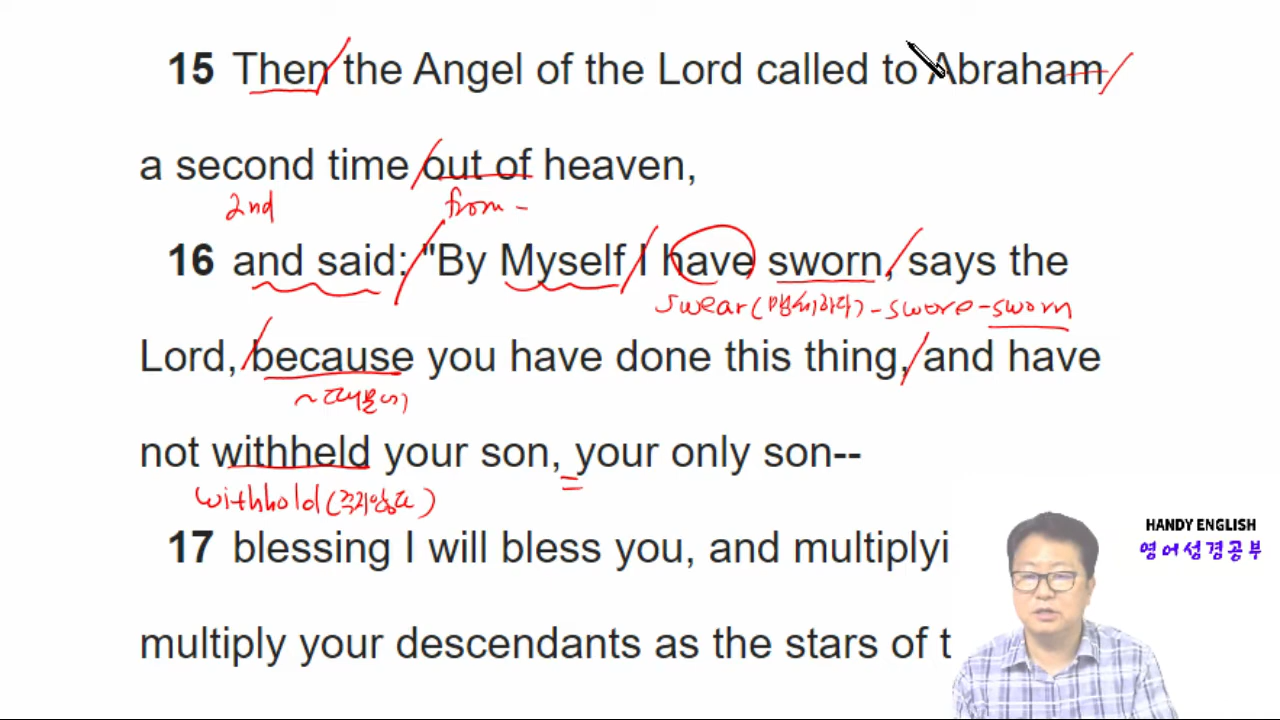 15 Then the Angel of the Lord called to Abraham
a second time out of heaven,
2nd from -
16 and said: "By Myself I have sworn, says the
swear(맹세하다) - swore - sworn
Lord, because you have done this thing, and have
~때문에
not withheld your son, your only son--
withhold(주지않다)
HANDY ENGLISH
영어성경공부
17 blessing I will bless you, and multiplyi
multiply your descendants as the stars of t